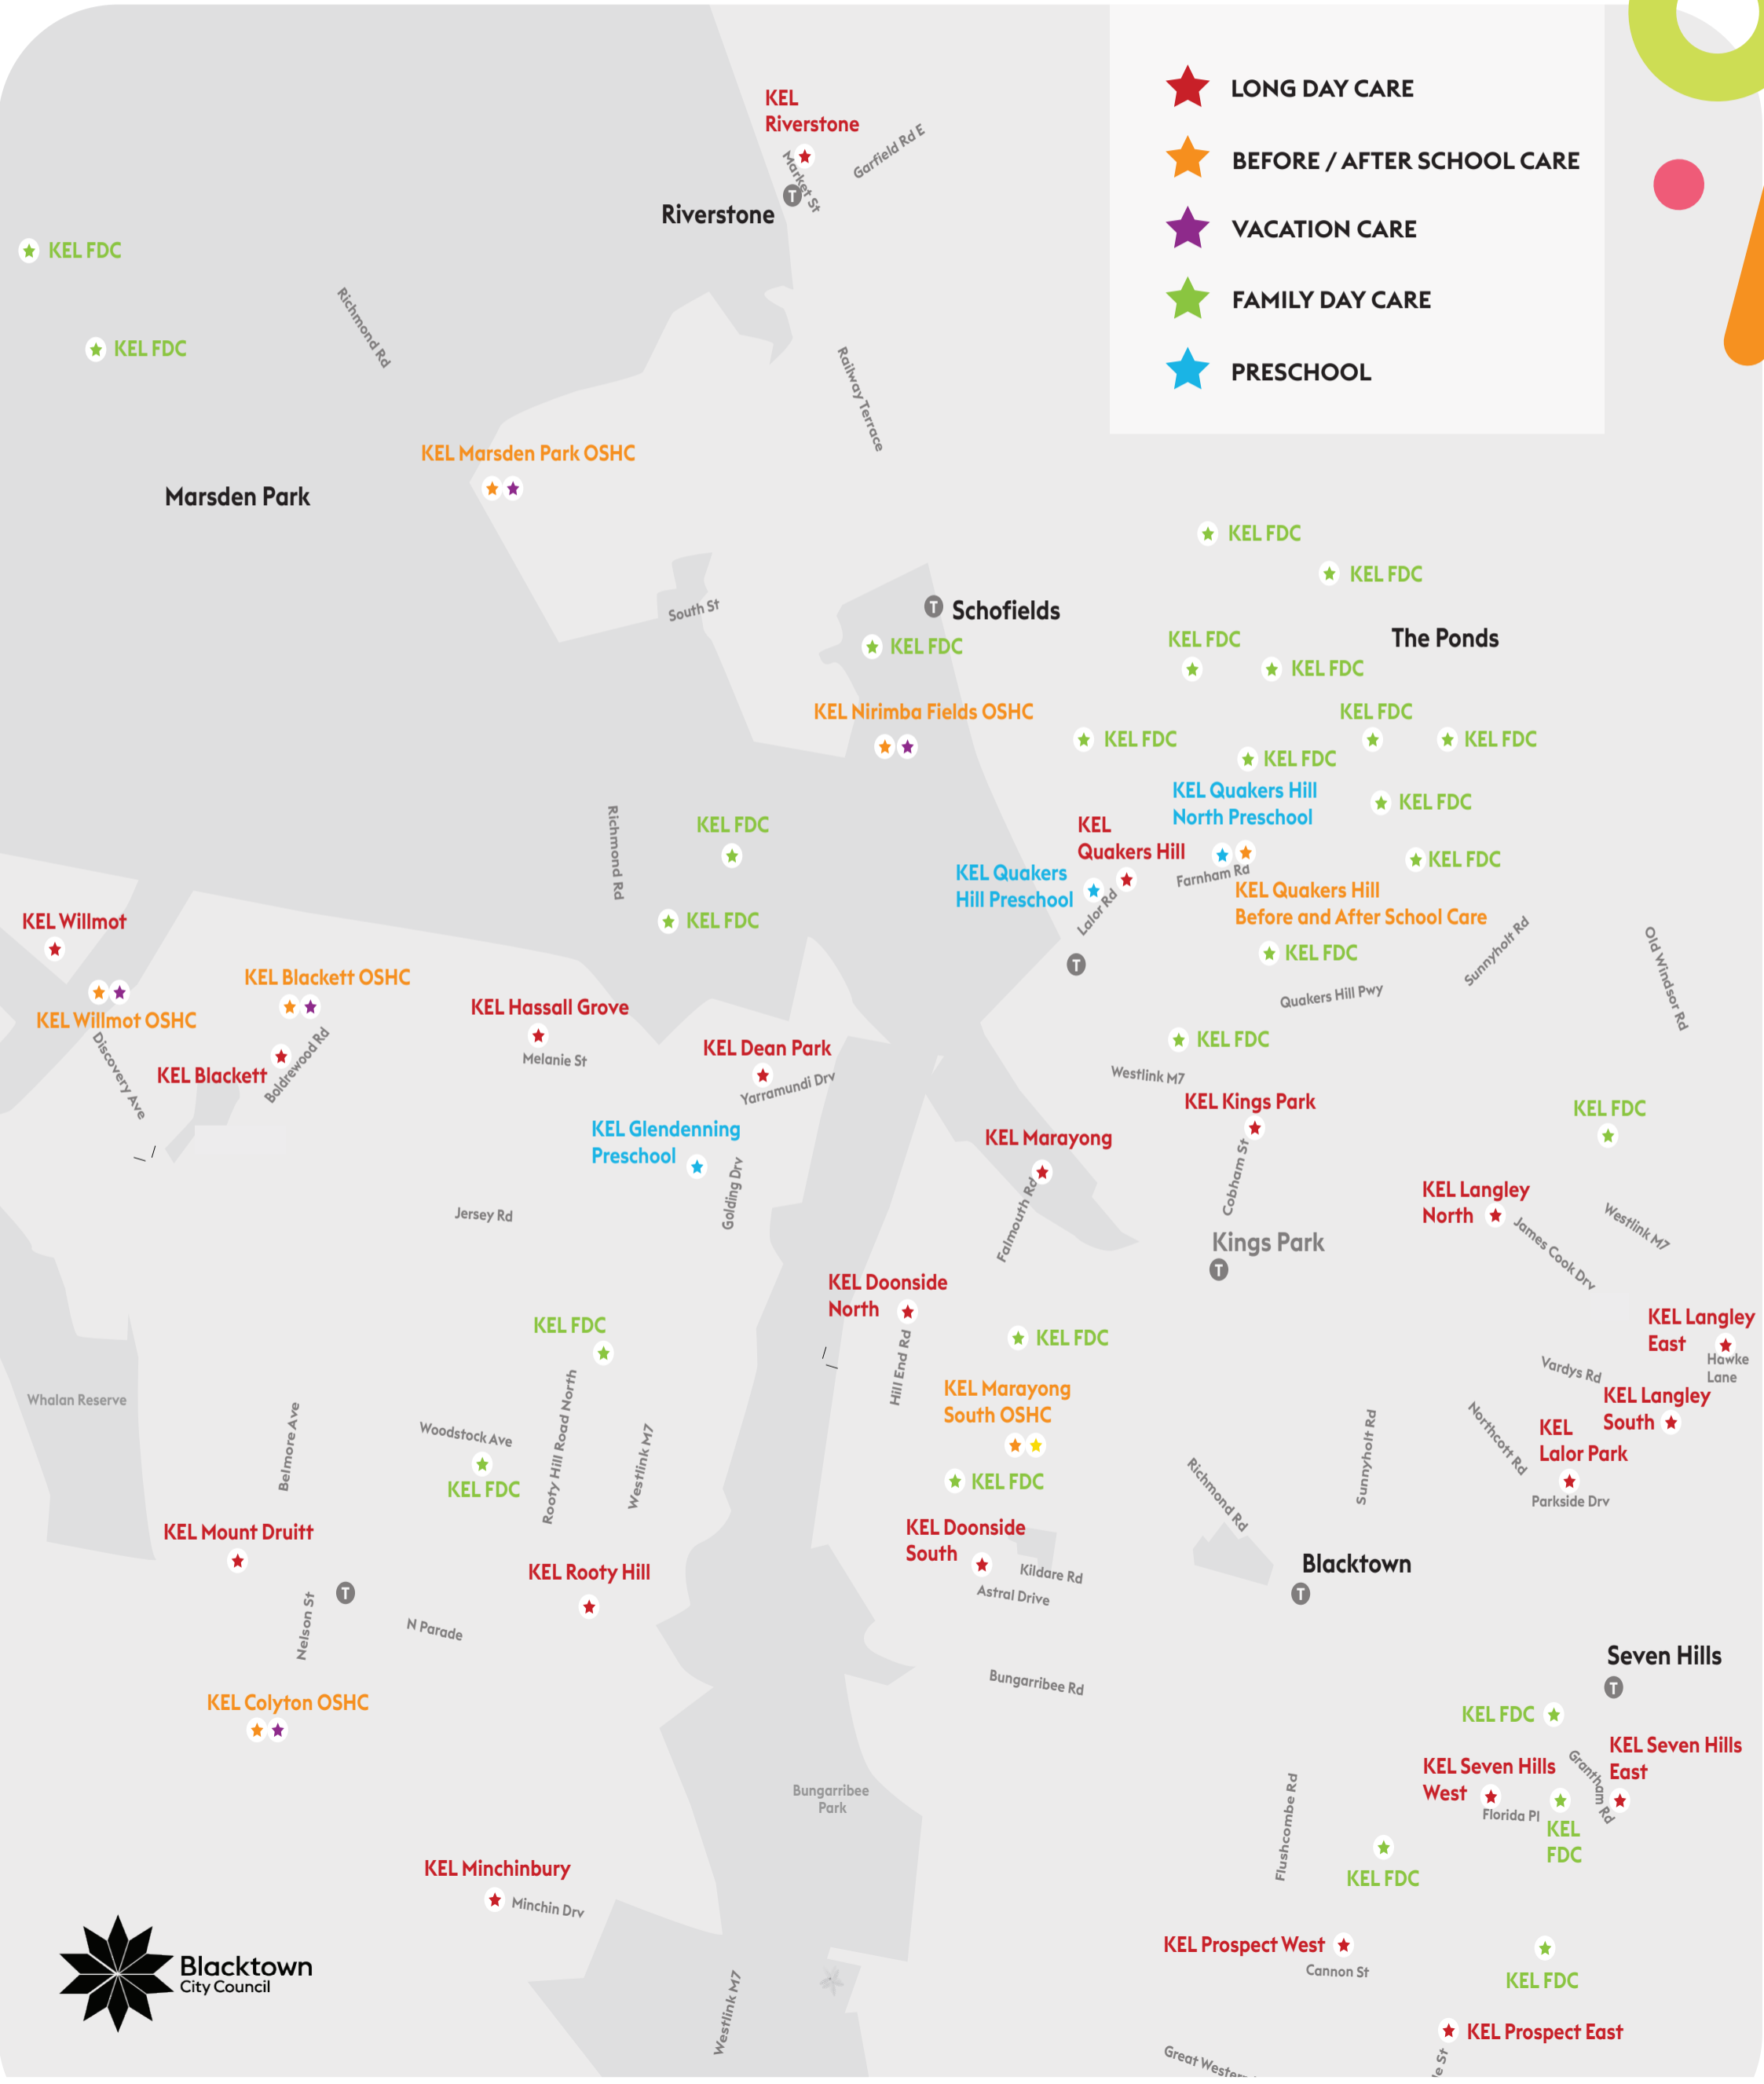 LONG DAY CARE
BEFORE / AFTER SCHOOL CARE
VACATION CARE
FAMILY DAY CARE
PRESCHOOL
KEL
Riverstone
Market St
Garfield Rd E
T
Riverstone
KEL FDC
Richmond Rd
KEL FDC
Railway Terrace
KEL Marsden Park OSHC
Marsden Park
KEL FDC
KEL FDC
South St
T
Schofields
KEL FDC
KEL FDC
The Ponds
KEL FDC
KEL Nirimba Fields OSHC
KEL FDC
KEL FDC
KEL FDC
KEL FDC
KEL Quakers Hill
North Preschool
KEL FDC
Richmond Rd
KEL FDC
KEL
Quakers Hill
Farnham Rd
KEL FDC
KEL Quakers
Hill Preschool
Lalor Rd
KEL Quakers Hill
Before and After School Care
KEL FDC
KEL Willmot
KEL FDC
Sunnyholt Rd
Old Windsor Rd
T
KEL Blackett OSHC
Quakers Hill Pwy
KEL Willmot OSHC
KEL Hassall Grove
Melanie St
KEL FDC
Discovery Ave
KEL Blackett
Boldrewood Rd
KEL Dean Park
Yarramundi Drv
Westlink M7
KEL Kings Park
KEL FDC
KEL Glendenning
Preschool
Golding Drv
KEL Marayong
Falmouth Rd
Cobham St
Jersey Rd
KEL Langley
North
James Cook Drv
Westlink M7
Kings Park
T
KEL Doonside
North
Hill End Rd
KEL FDC
KEL FDC
KEL Langley
East
Hawke
Lane
Vardys Rd
Whalan Reserve
KEL Marayong
South OSHC
KEL Langley
South
Belmore Ave
Woodstock Ave
KEL FDC
Rooty Hill Road North
Westlink M7
KEL FDC
Richmond Rd
Sunnyholt Rd
Northcott Rd
KEL
Lalor Park
Parkside Drv
KEL Mount Druitt
KEL Doonside
South
Kildare Rd
Astral Drive
Blacktown
T
KEL Rooty Hill
T
Nelson St
N Parade
Bungarribee Rd
Seven Hills
T
KEL Colyton OSHC
KEL FDC
KEL Seven Hills
East
Grantham Rd
KEL Seven Hills
West
Florida Pl
KEL
FDC
Bungarribee
Park
Flushcombe Rd
KEL FDC
KEL Minchinbury
Minchin Drv
KEL Prospect West
Cannon St
KEL FDC
Blacktown
City Council
Westlink M7
KEL Prospect East
Great Western